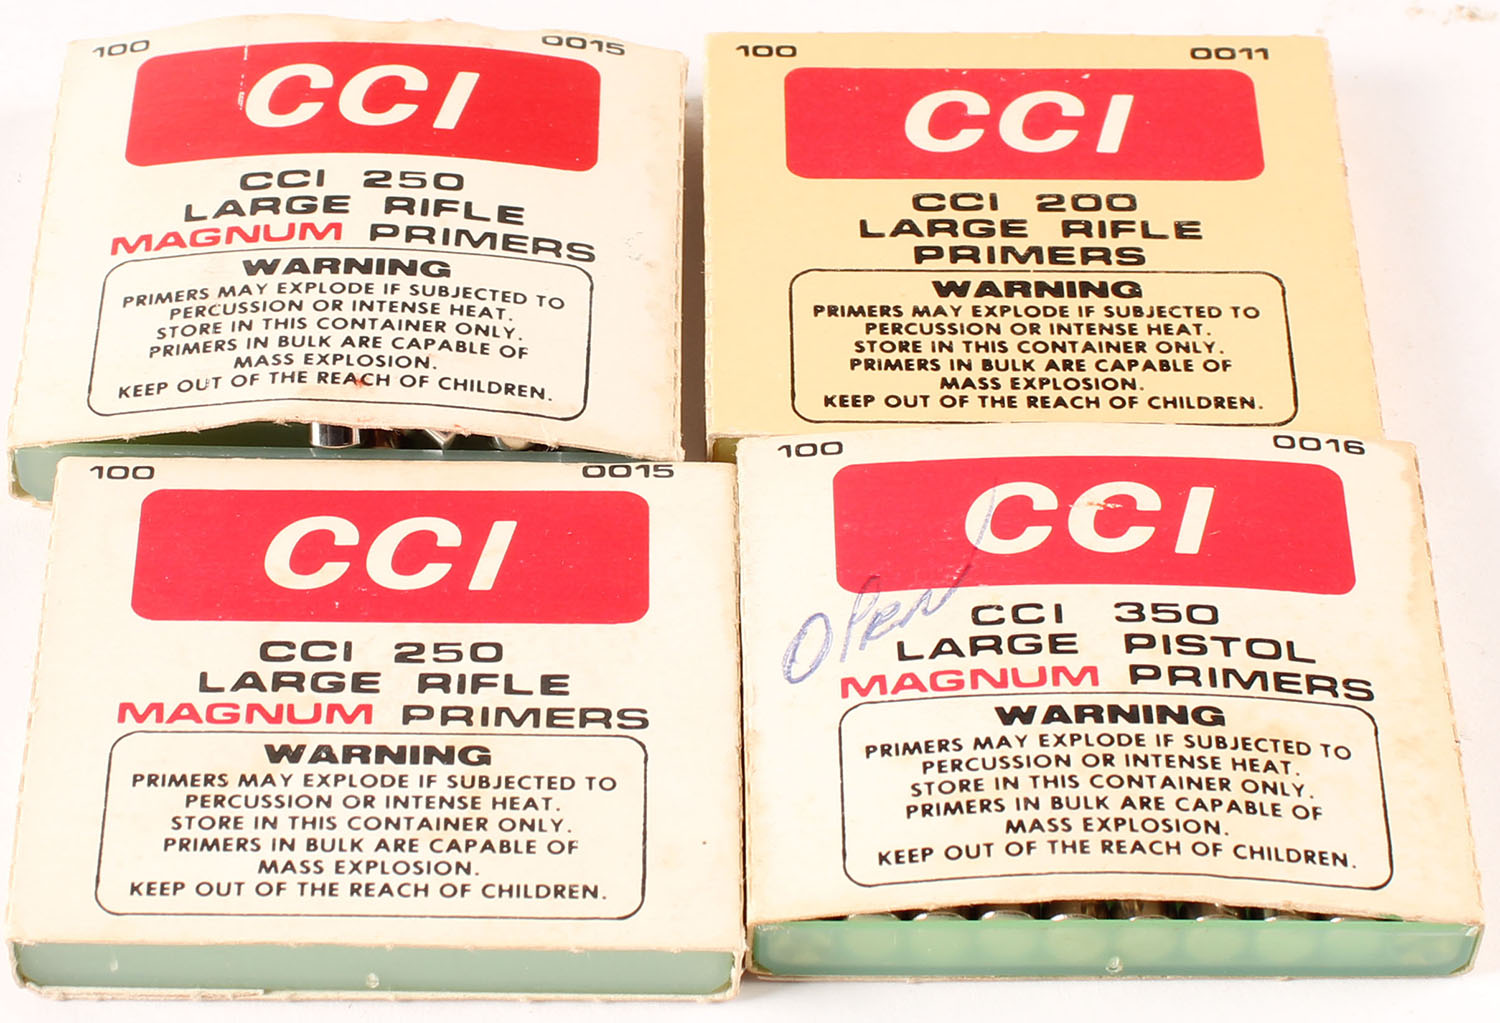 100 0015
CCI
CCI 250
LARGE RIFLE
MAGNUM PRIMERS
WARNING
PRIMERS MAY EXPLODE IF SUBJECTED TO
PERCUSSION OR INTENSE HEAT.
STORE IN THIS CONTAINER ONLY.
PRIMERS IN BULK ARE CAPABLE OF
MASS EXPLOSION.
KEEP OUT OF THE REACH OF CHILDREN.
100 0011
CCI
CCI 200
LARGE RIFLE
PRIMERS
WARNING
PRIMERS MAY EXPLODE IF SUBJECTED TO
PERCUSSION OR INTENSE HEAT.
STORE IN THIS CONTAINER ONLY.
PRIMERS IN BULK ARE CAPABLE OF
MASS EXPLOSION.
KEEP OUT OF THE REACH OF CHILDREN.
100 0015
CCI
CCI 250
LARGE RIFLE
MAGNUM PRIMERS
WARNING
PRIMERS MAY EXPLODE IF SUBJECTED TO
PERCUSSION OR INTENSE HEAT.
STORE IN THIS CONTAINER ONLY.
PRIMERS IN BULK ARE CAPABLE OF
MASS EXPLOSION.
KEEP OUT OF THE REACH OF CHILDREN.
100 0016
CCI
OPEN
CCI 350
LARGE PISTOL
MAGNUM PRIMERS
WARNING
PRIMERS MAY EXPLODE IF SUBJECTED TO
PERCUSSION OR INTENSE HEAT.
STORE IN THIS CONTAINER ONLY.
PRIMERS IN BULK ARE CAPABLE OF
MASS EXPLOSION.
KEEP OUT OF THE REACH OF CHILDREN.